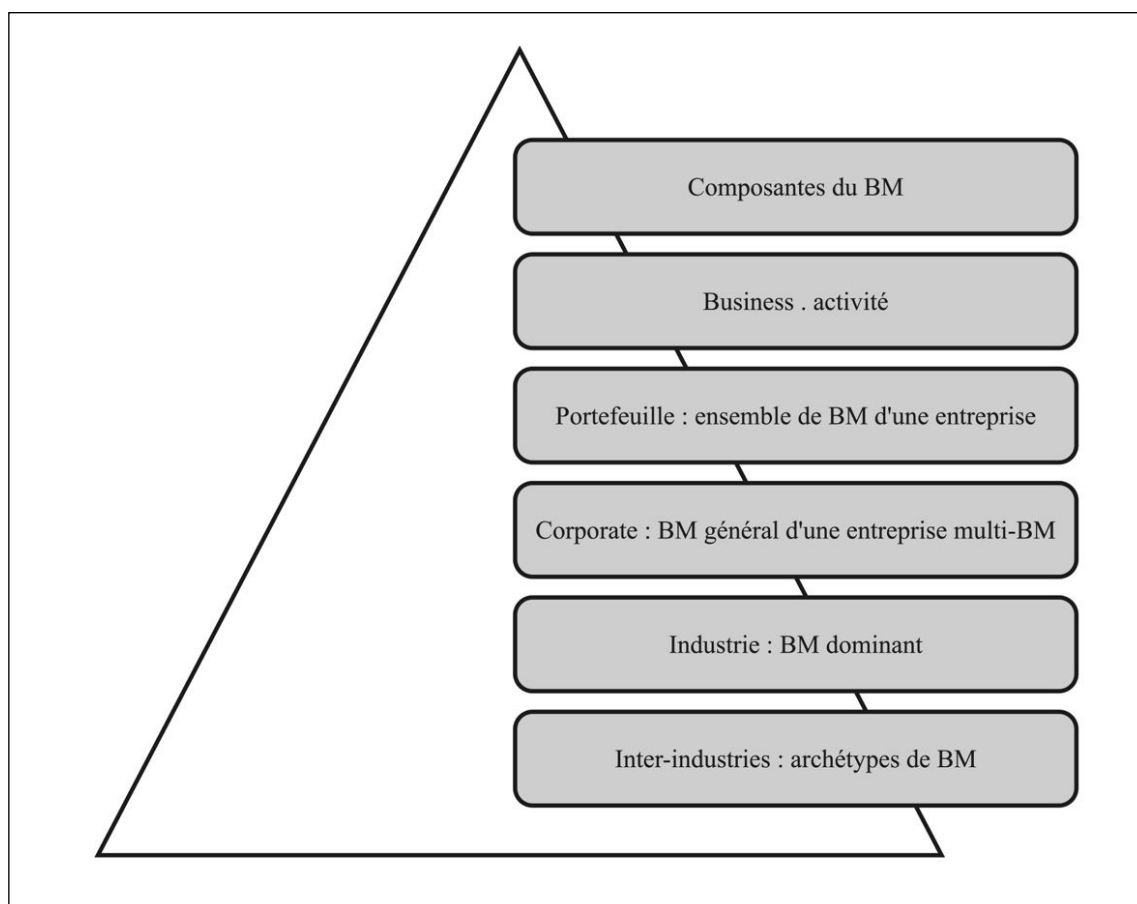 Composantes du BM
Business . activité
Portefeuille : ensemble de BM d'une entreprise
Corporate : BM général d'une entreprise multi-BM
Industrie : BM dominant
Inter-industries : archétypes de BM